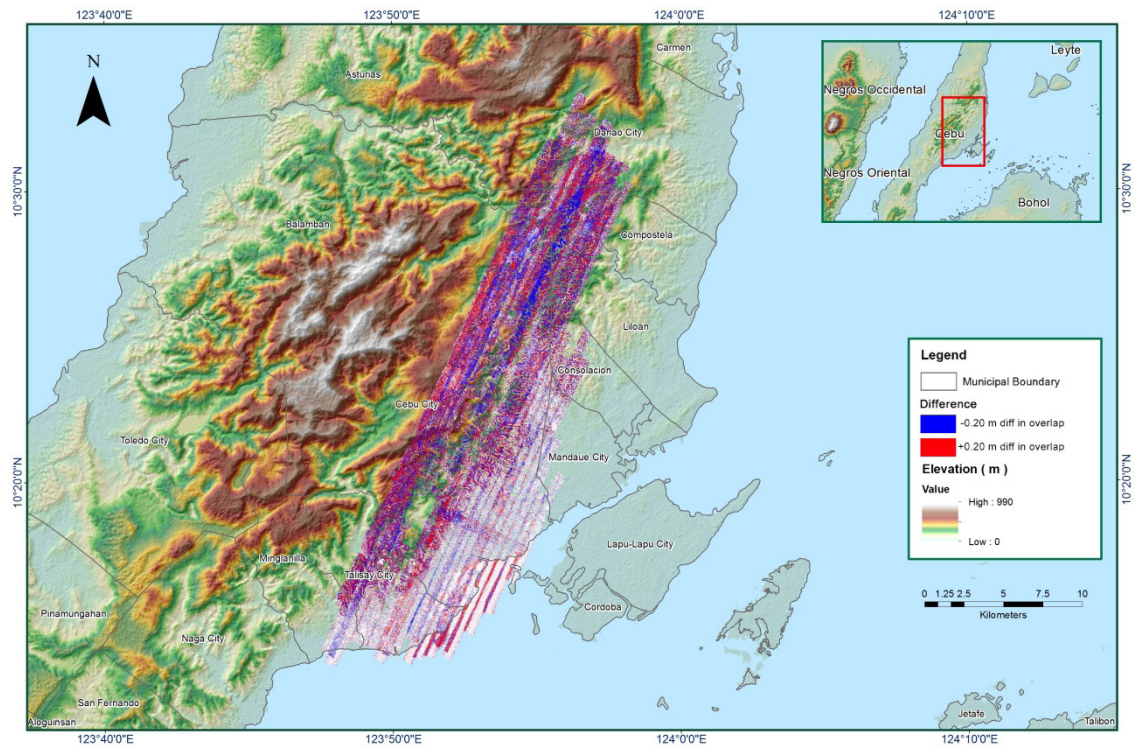 123°40'0"E
123°50'0"E
124°0'0"E
124°10'0"E
N
Carmen
Asturias
Danao City
Balamban
Compostela
Liloan
Consolacion
Cebu City
Toledo City
Mandaue City
Lapu-Lapu City
Minglanilla
Talisay City
Cordoba
Pinamungahan
Naga City
San Fernando
Aloguinsan
Jetafe
Talibon
10°30'0"N
10°20'0"N
10°30'0"N
10°20'0"N
Leyte
Negros Occidental
Cebu
Negros Oriental
Bohol
Legend
Municipal Boundary
Difference
-0.20 m diff in overlap
+0.20 m diff in overlap
Elevation ( m )
Value
High : 990
Low : 0
0 1.25 2.5 5 7.5 10
Kilometers
123°40'0"E
123°50'0"E
124°0'0"E
124°10'0"E